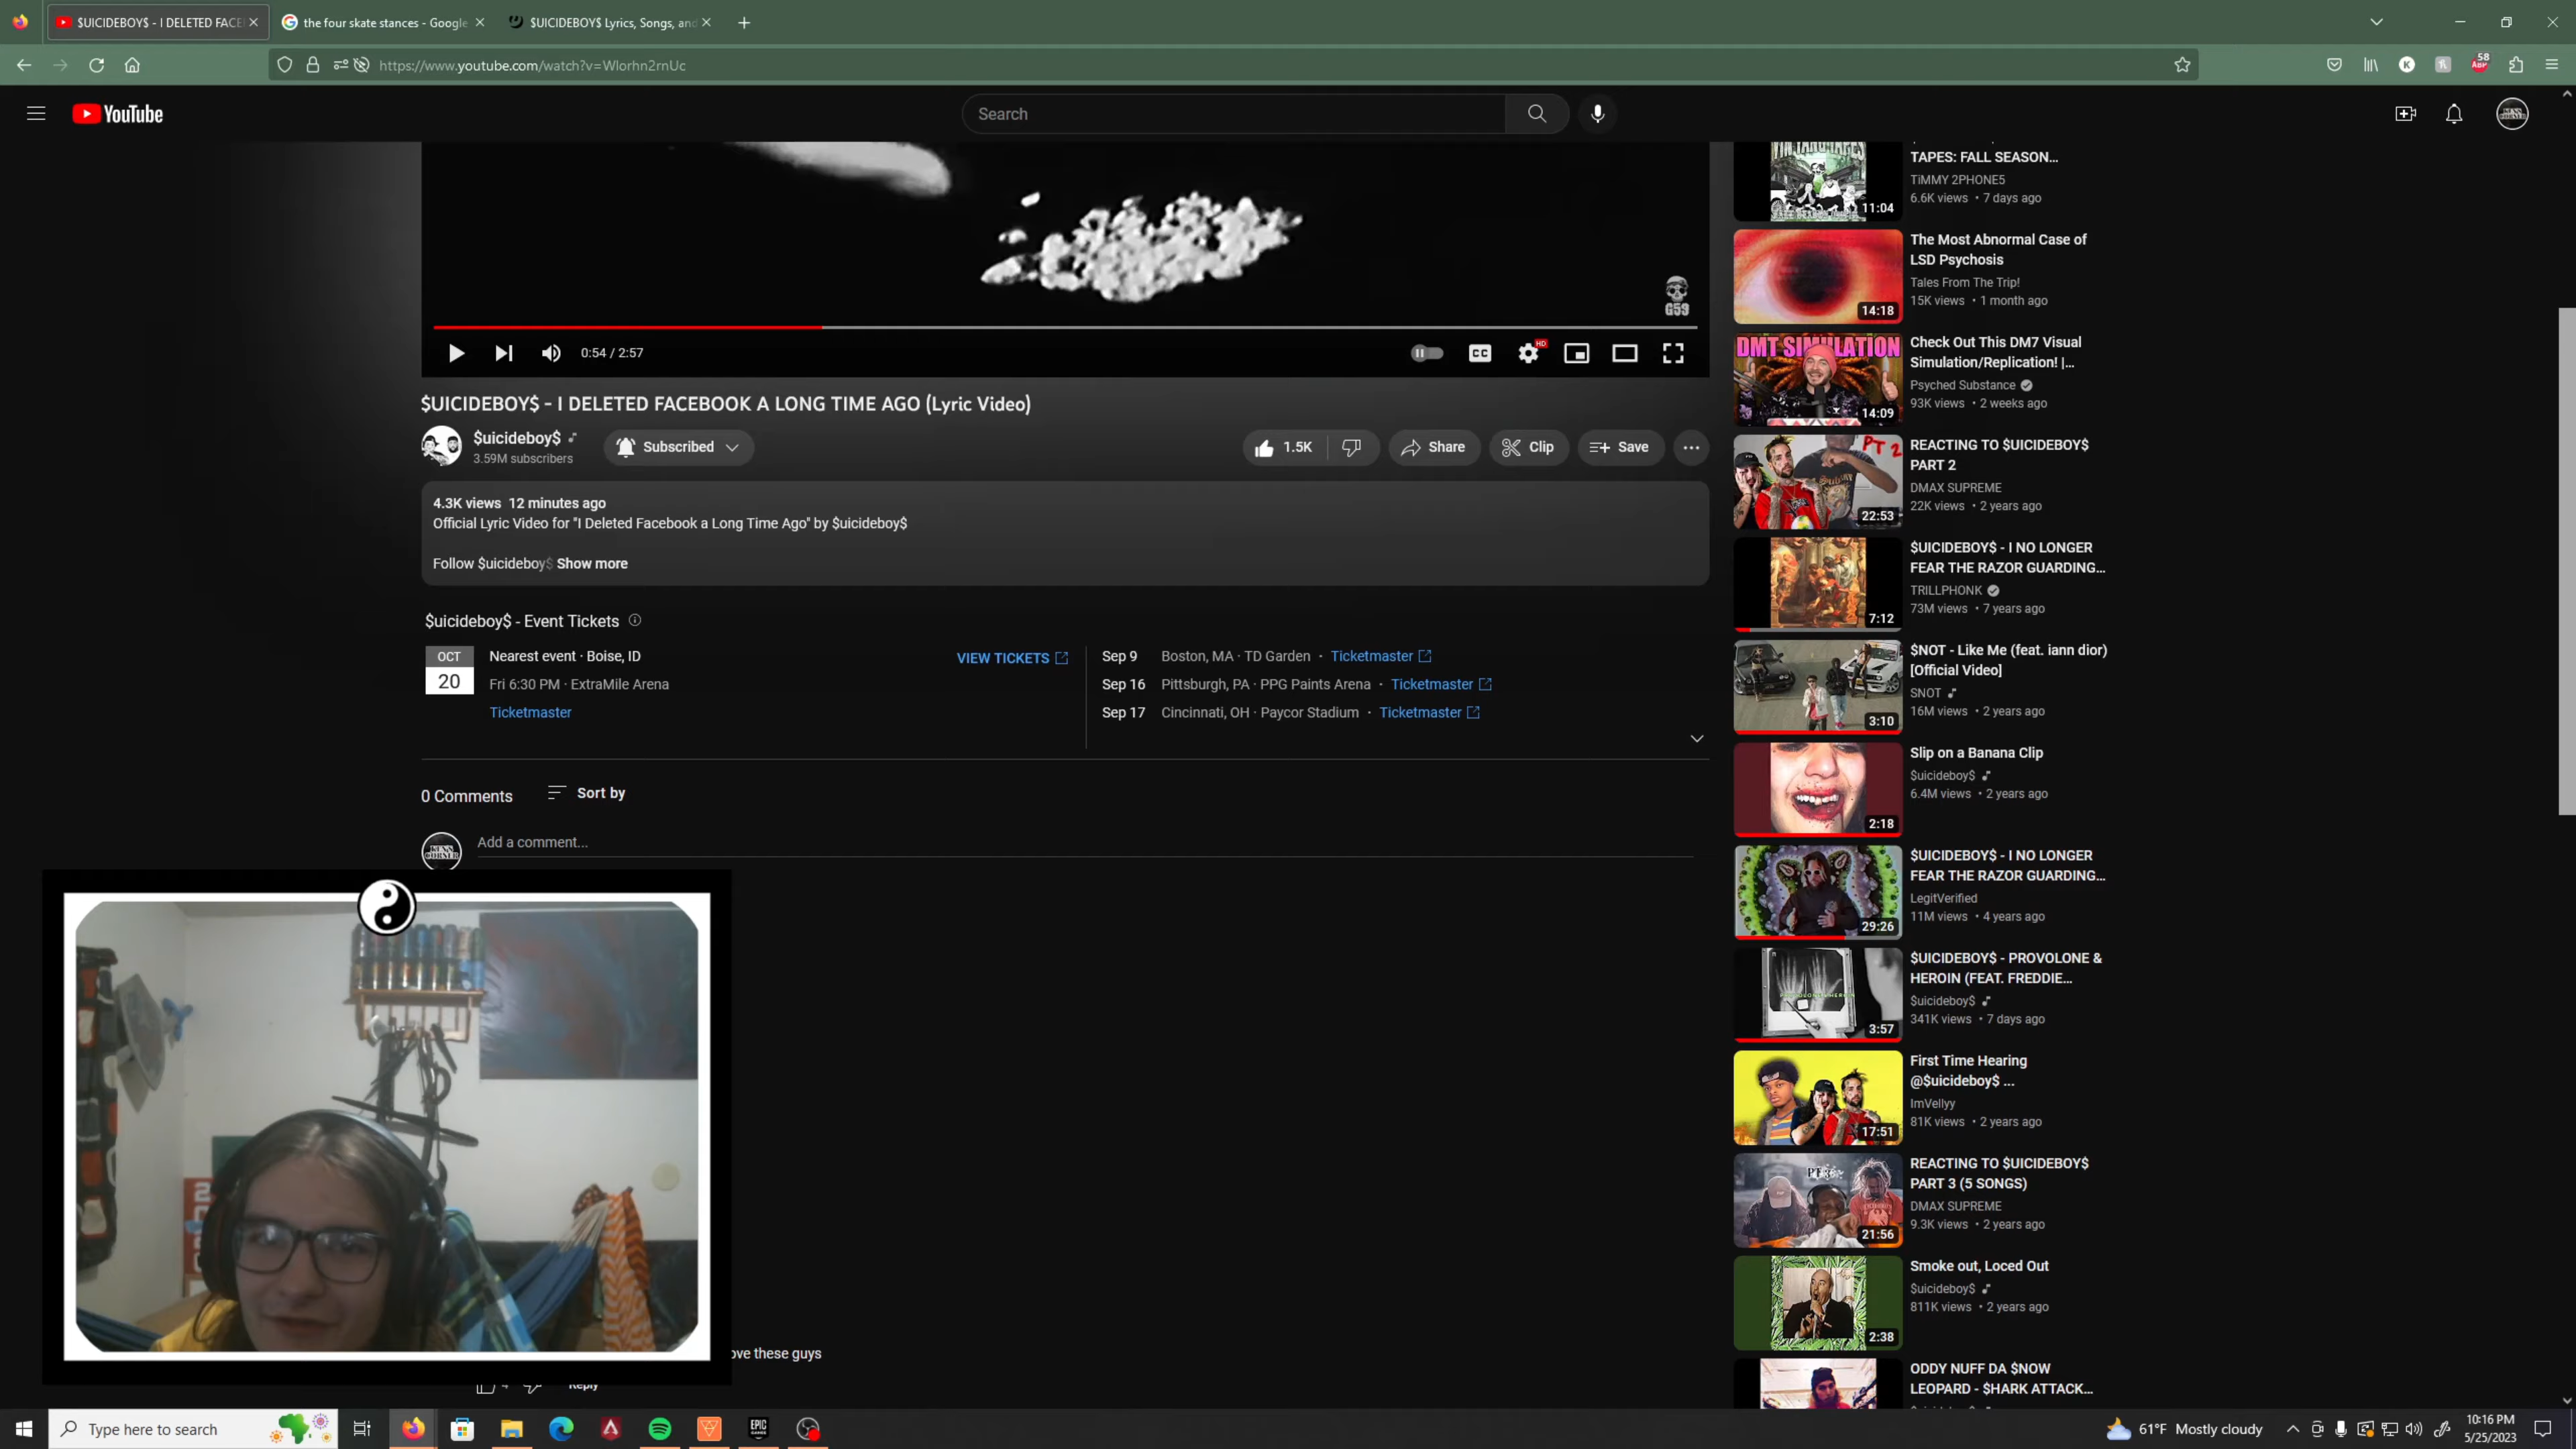 $UICIDEBOY$ - I DELETED FACE
the four skate stances - Google
$UICIDEBOY$ Lyrics, Songs, and
https://www.youtube.com/watch?v=Wlorhn2rnUc
58
YouTube
Search
G59
0:54 / 2:57
CC
HD
$UICIDEBOY$ - I DELETED FACEBOOK A LONG TIME AGO (Lyric Video)
$uicideboy$
3.59M subscribers
Subscribed
1.5K
Share
Clip
Save
4.3K views 12 minutes ago
Official Lyric Video for "I Deleted Facebook a Long Time Ago" by $uicideboy$
Follow $uicideboy$ Show more
$uicideboy$ - Event Tickets
OCT
20
Nearest event · Boise, ID
Fri 6:30 PM · ExtraMile Arena
Ticketmaster
VIEW TICKETS
Sep 9 Boston, MA · TD Garden · Ticketmaster
Sep 16 Pittsburgh, PA · PPG Paints Arena · Ticketmaster
Sep 17 Cincinnati, OH · Paycor Stadium · Ticketmaster
0 Comments
Sort by
Add a comment...
ove these guys
4
Reply
TAPES: FALL SEASON...
TiMMY 2PHONE5
6.6K views • 7 days ago
11:04
The Most Abnormal Case of
LSD Psychosis
Tales From The Trip!
15K views • 1 month ago
14:18
DMT SIMULATION
Check Out This DM7 Visual
Simulation/Replication! |...
Psyched Substance
93K views • 2 weeks ago
14:09
PT 2
REACTING TO $UICIDEBOY$
PART 2
DMAX SUPREME
22K views • 2 years ago
22:53
$UICIDEBOY$ - I NO LONGER
FEAR THE RAZOR GUARDING...
TRILLPHONK
73M views • 7 years ago
7:12
$NOT - Like Me (feat. iann dior)
[Official Video]
SNOT
16M views • 2 years ago
3:10
Slip on a Banana Clip
$uicideboy$
6.4M views • 2 years ago
2:18
$UICIDEBOY$ - I NO LONGER
FEAR THE RAZOR GUARDING...
LegitVerified
11M views • 4 years ago
29:26
$UICIDEBOY$ - PROVOLONE &
HEROIN (FEAT. FREDDIE...
$uicideboy$
341K views • 7 days ago
3:57
First Time Hearing
@$uicideboy$ ...
ImVellyy
81K views • 2 years ago
17:51
REACTING TO $UICIDEBOY$
PART 3 (5 SONGS)
DMAX SUPREME
9.3K views • 2 years ago
21:56
Smoke out, Loced Out
$uicideboy$
811K views • 2 years ago
2:38
ODDY NUFF DA $NOW
LEOPARD - $HARK ATTACK...
Type here to search
EPIC
GAMES
61°F Mostly cloudy
10:16 PM
5/25/2023